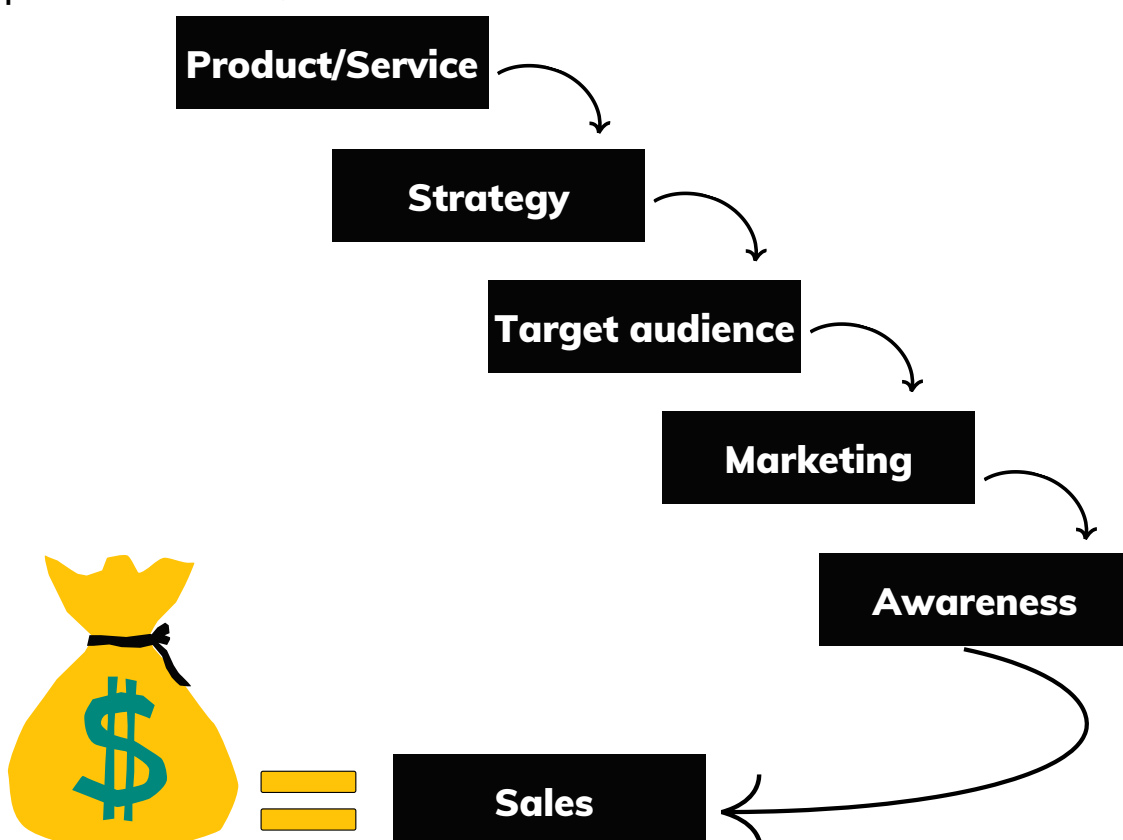 Product/Service
Strategy
Target audience
Marketing
Awareness
$
Sales